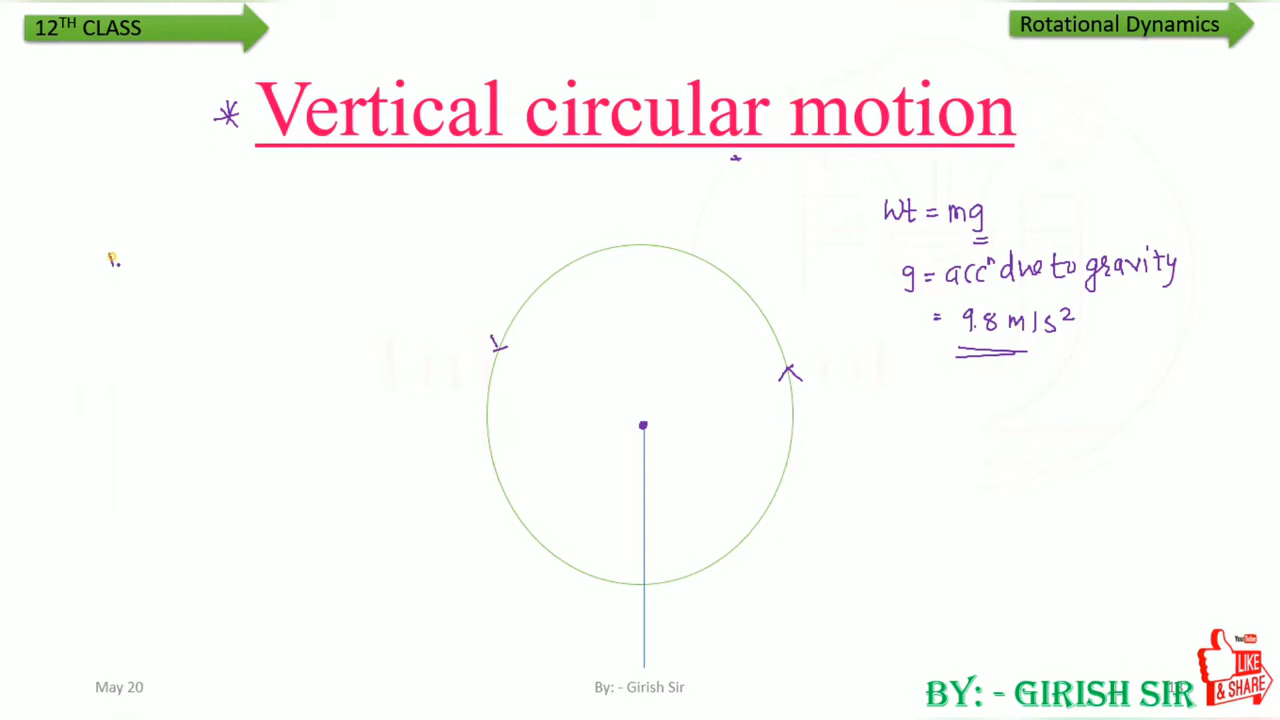 12TH CLASS
Rotational Dynamics
* Vertical circular motion
Wt = mg
g = accⁿ due to gravity
= 9.8 m/s²
May 20
By: - Girish Sir
BY: - GIRISH SIR
YouTube
LIKE
& SHARE